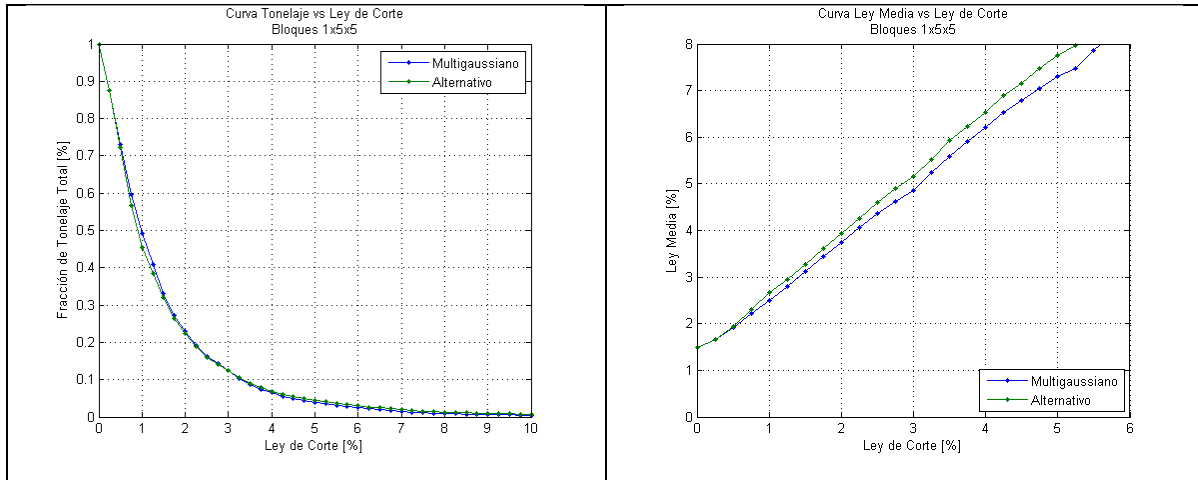 Curva Tonelaje vs Ley de Corte
Bloques 1x5x5
Multigaussiano
Alternativo
Fracción de Tonelaje Total [%]
1
0.9
0.8
0.7
0.6
0.5
0.4
0.3
0.2
0.1
0
0 1 2 3 4 5 6 7 8 9 10
Ley de Corte [%]
Curva Ley Media vs Ley de Corte
Bloques 1x5x5
Ley Media [%]
8
7
6
5
4
3
2
1
0
Multigaussiano
Alternativo
0 1 2 3 4 5 6
Ley de Corte [%]